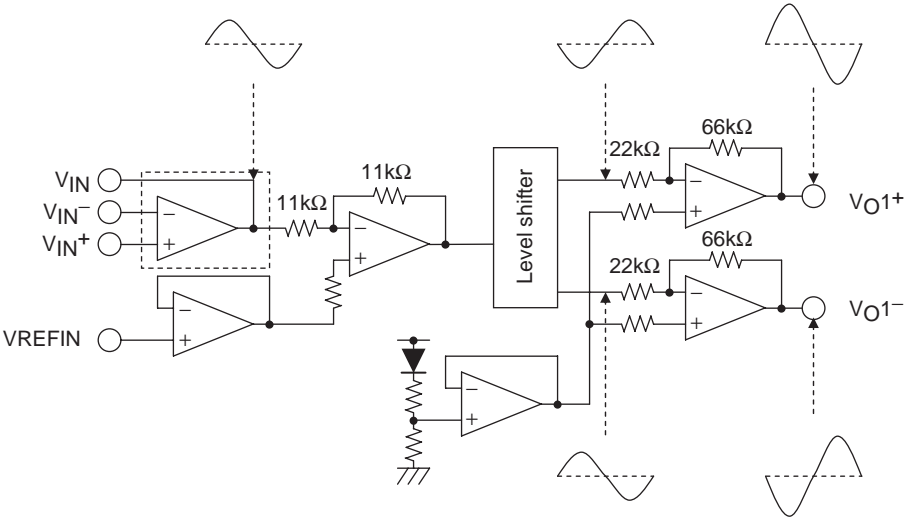 66kΩ
11kΩ
22kΩ
VIN
11kΩ
VIN−
VO1+
VIN+
Level shifter
66kΩ
22kΩ
VREFIN
VO1−
−
+
−
+
−
+
−
+
−
+
−
+